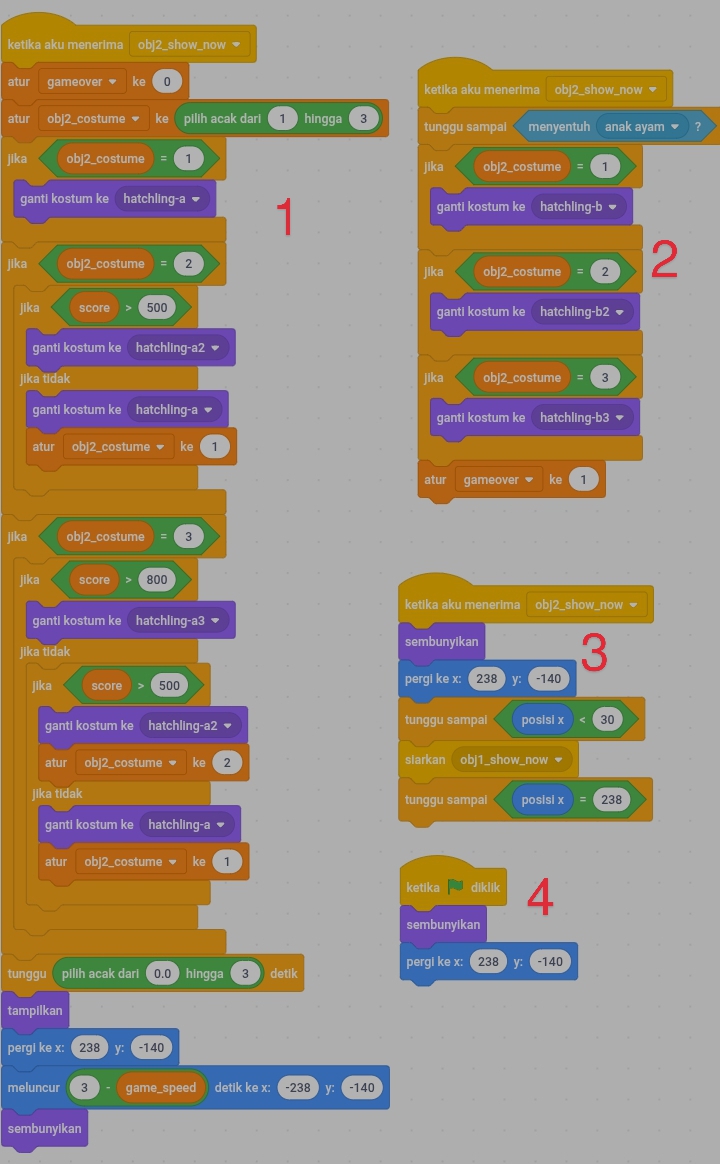 ketika aku menerima obj2_show_now
atur gameover ke 0
atur obj2_costume ke pilih acak dari 1 hingga 3
jika obj2_costume = 1
ganti kostum ke hatchling-a
jika obj2_costume = 2
jika score > 500
ganti kostum ke hatchling-a2
jika tidak
ganti kostum ke hatchling-a
atur obj2_costume ke 1
jika obj2_costume = 3
jika score > 800
ganti kostum ke hatchling-a3
jika tidak
jika score > 500
ganti kostum ke hatchling-a2
atur obj2_costume ke 2
jika tidak
ganti kostum ke hatchling-a
atur obj2_costume ke 1
tunggu pilih acak dari 0.0 hingga 3 detik
tampilkan
pergi ke x: 238 y: -140
meluncur 3 - game_speed detik ke x: -238 y: -140
sembunyikan
1
ketika aku menerima obj2_show_now
tunggu sampai menyentuh anak ayam ?
jika obj2_costume = 1
ganti kostum ke hatchling-b
jika obj2_costume = 2
ganti kostum ke hatchling-b2
jika obj2_costume = 3
ganti kostum ke hatchling-b3
atur gameover ke 1
2
ketika aku menerima obj2_show_now
sembunyikan
pergi ke x: 238 y: -140
tunggu sampai posisi x < 30
siarkan obj1_show_now
tunggu sampai posisi x = 238
3
ketika diklik
sembunyikan
pergi ke x: 238 y: -140
4